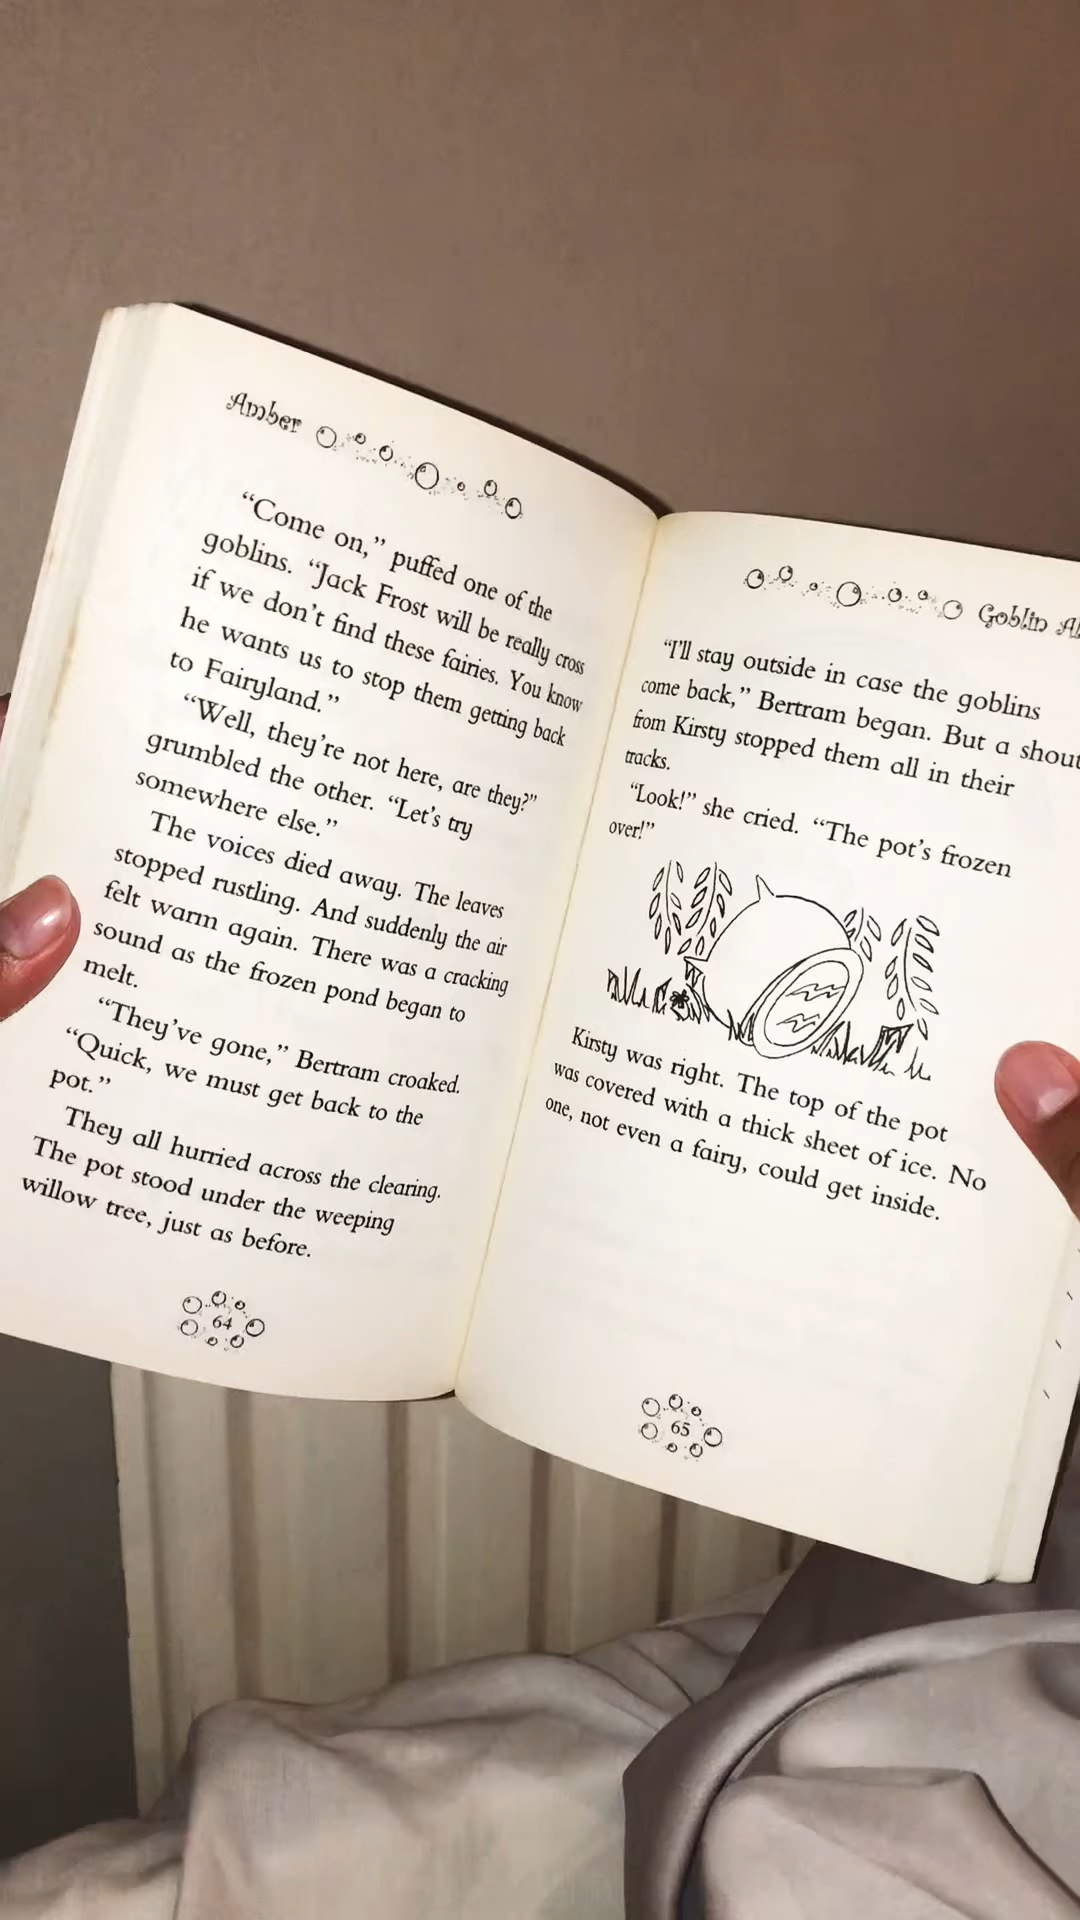 Amber
“Come on,” puffed one of the
goblins. “Jack Frost will be really cross
if we don’t find these fairies. You know
he wants us to stop them getting back
to Fairyland.”
“Well, they’re not here, are they?”
grumbled the other. “Let’s try
somewhere else.”
The voices died away. The leaves
stopped rustling. And suddenly the air
felt warm again. There was a cracking
sound as the frozen pond began to
melt.
“They’ve gone,” Bertram croaked.
“Quick, we must get back to the
pot.”
They all hurried across the clearing.
The pot stood under the weeping
willow tree, just as before.
64
Goblin
“I’ll stay outside in case the goblins
come back,” Bertram began. But a shout
from Kirsty stopped them all in their
tracks.
“Look!” she cried. “The pot’s frozen
over!”
Kirsty was right. The top of the pot
was covered with a thick sheet of ice. No
one, not even a fairy, could get inside.
65